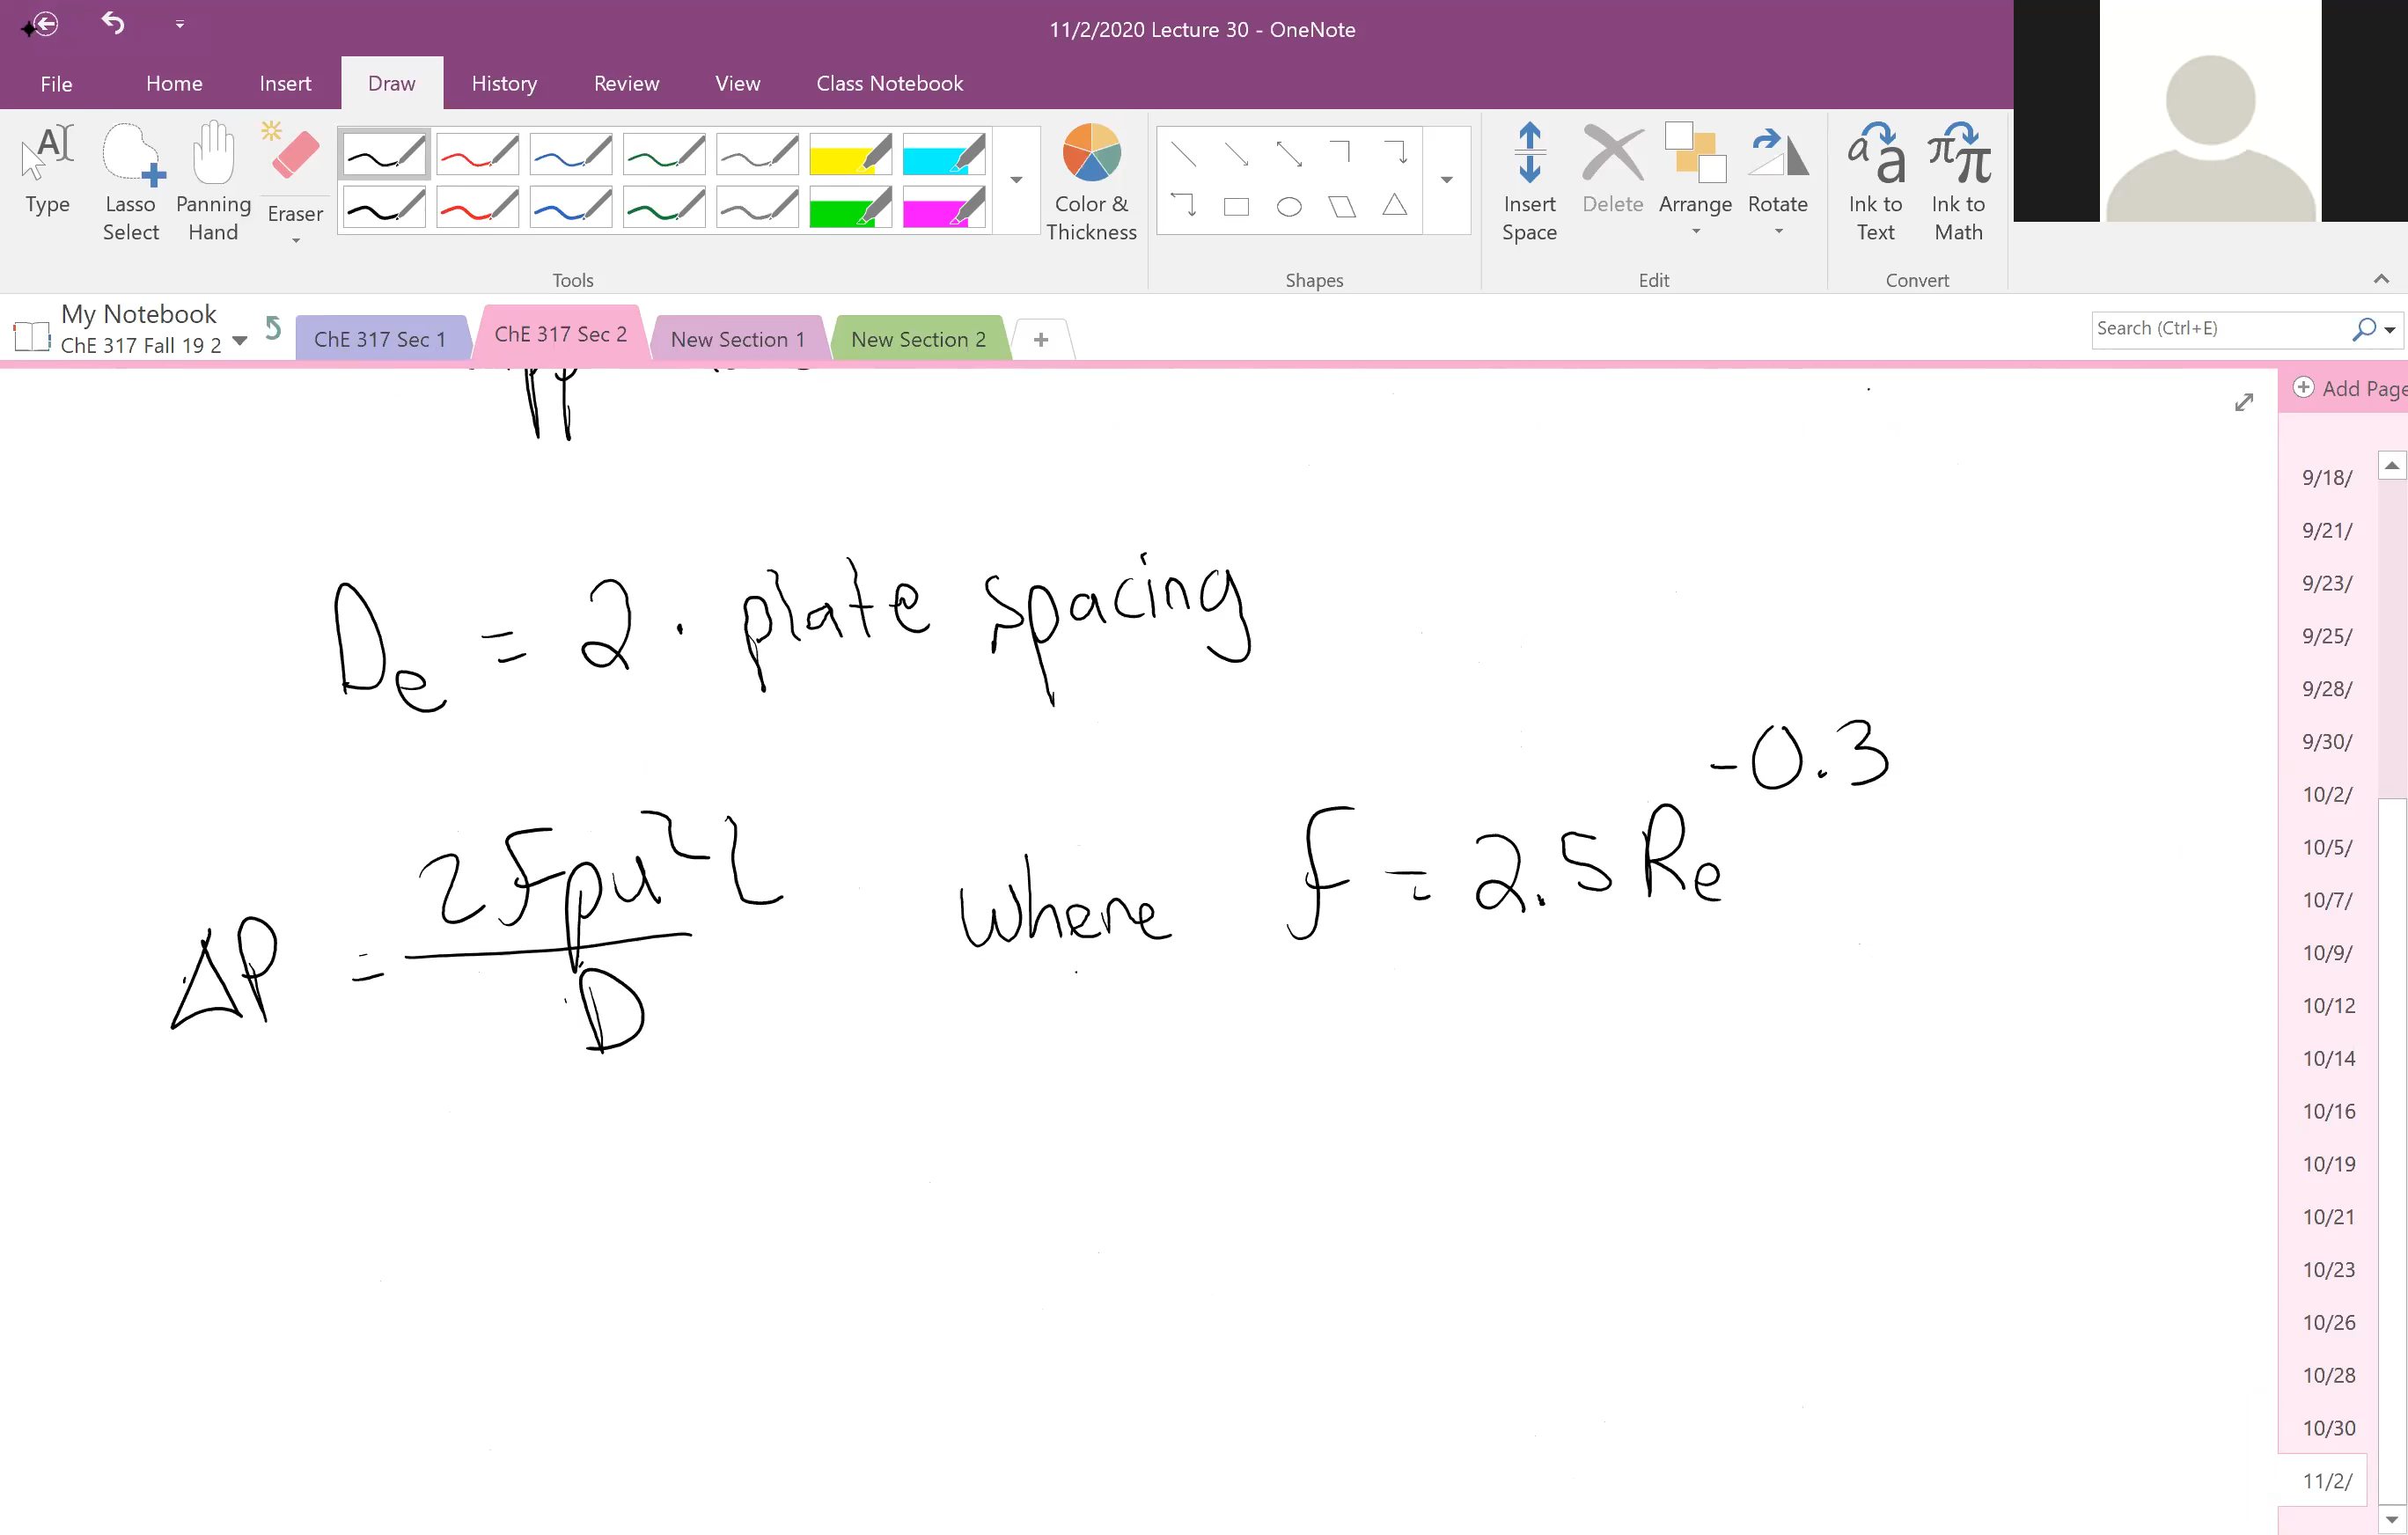 11/2/2020 Lecture 30 - OneNote
File Home Insert Draw History Review View Class Notebook
Type
Lasso Select
Panning Hand
Eraser
Color & Thickness
Insert Space
Delete
Arrange
Rotate
Ink to Text
Ink to Math
Tools
Shapes
Edit
Convert
My Notebook
ChE 317 Fall 19 2
ChE 317 Sec 1
ChE 317 Sec 2
New Section 1
New Section 2
+
Search (Ctrl+E)
Add Page
De = 2 · plate spacing
ΔP = 2fρu²L / D where f = 2.5 Re^-0.3
9/18/
9/21/
9/23/
9/25/
9/28/
9/30/
10/2/
10/5/
10/7/
10/9/
10/12
10/14
10/16
10/19
10/21
10/23
10/26
10/28
10/30
11/2/